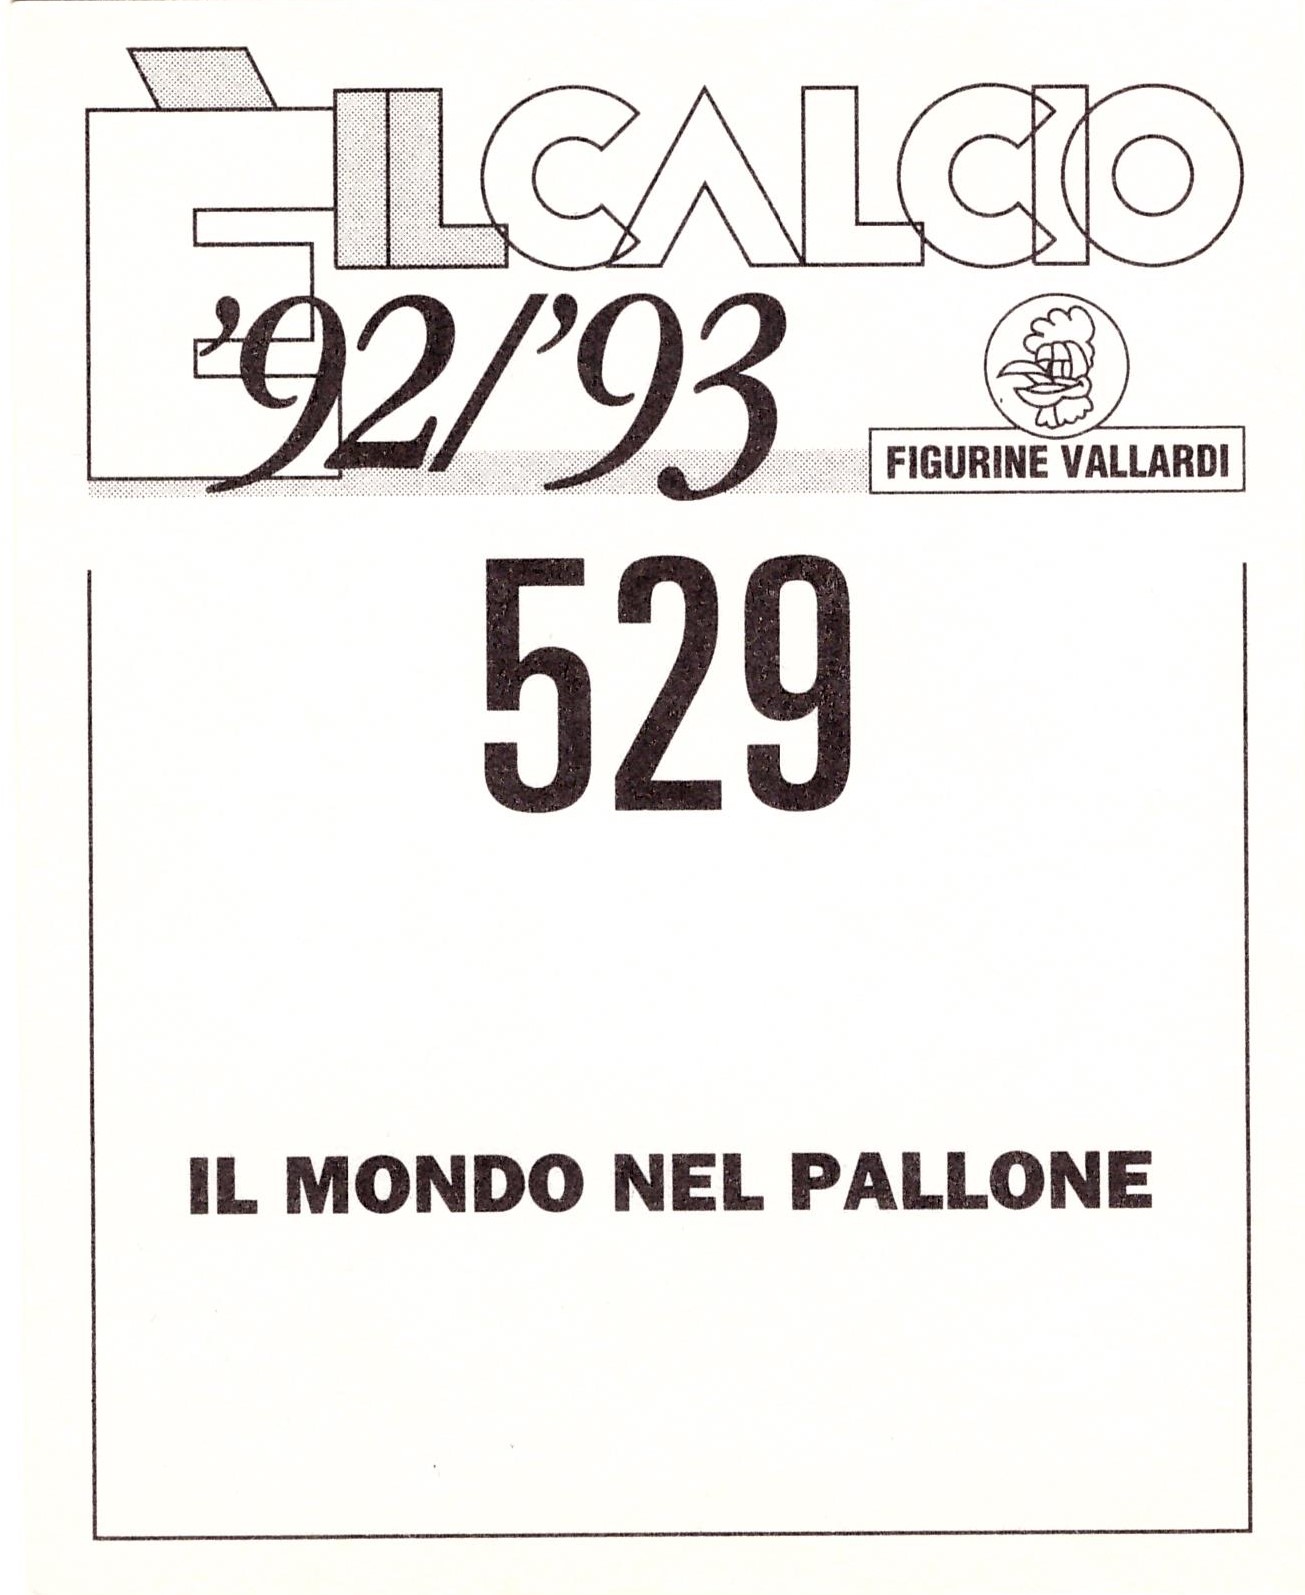 È IL CALCIO
'92/'93
FIGURINE VALLARDI
529
IL MONDO NEL PALLONE